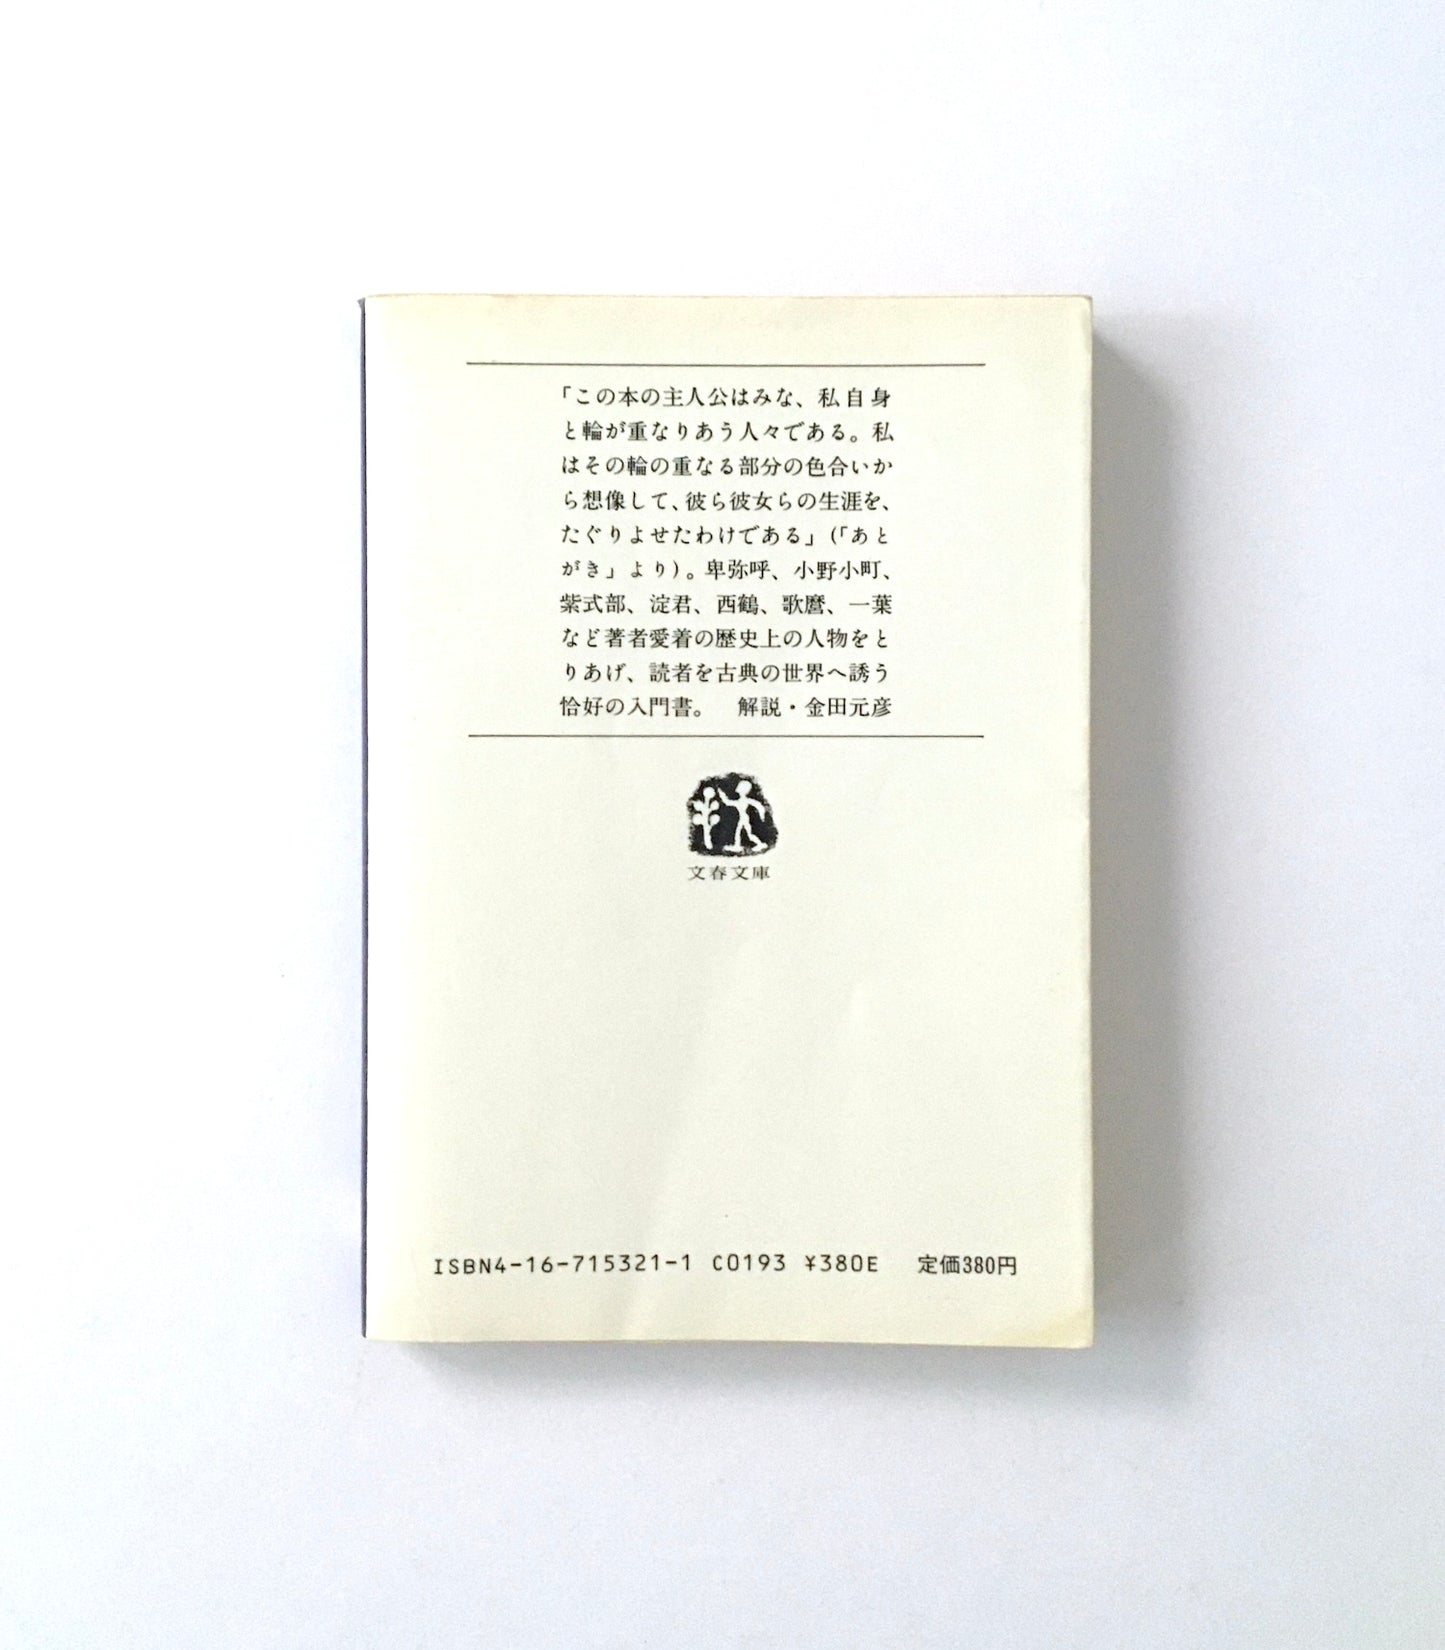 「この本の主人公はみな、私自身
と輪が重なりあう人々である。私
はその輪の重なる部分の色合いか
ら想像して、彼ら彼女らの生涯を、
たぐりよせたわけである」(「あと
がき」より)。卑弥呼、小野小町、
紫式部、淀君、西鶴、歌麿、一葉
など著者愛着の歴史上の人物をと
りあげ、読者を古典の世界へ誘う
恰好の入門書。　解説・金田元彦
文春文庫
ISBN4-16-715321-1 C0193 ¥380E 定価380円